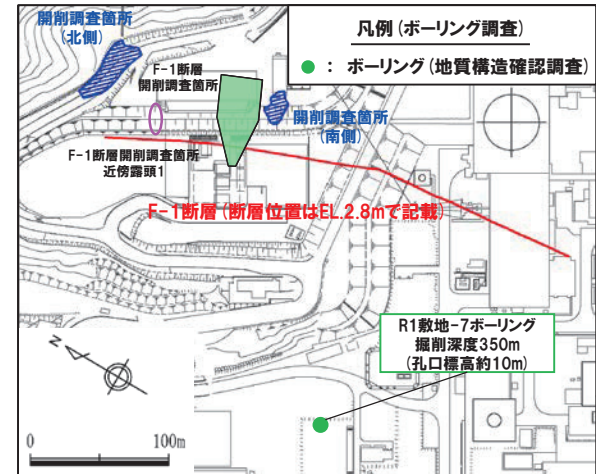 開削調査箇所
(北側)
凡例(ボーリング調査)
● : ボーリング(地質構造確認調査)
F-1断層
開削調査箇所
開削調査箇所
(南側)
F-1断層開削調査箇所
近傍露頭1
F-1断層(断層位置はEL.2.8mで記載)
R1敷地-7ボーリング
掘削深度350m
(孔口標高約10m)
N
0 100m